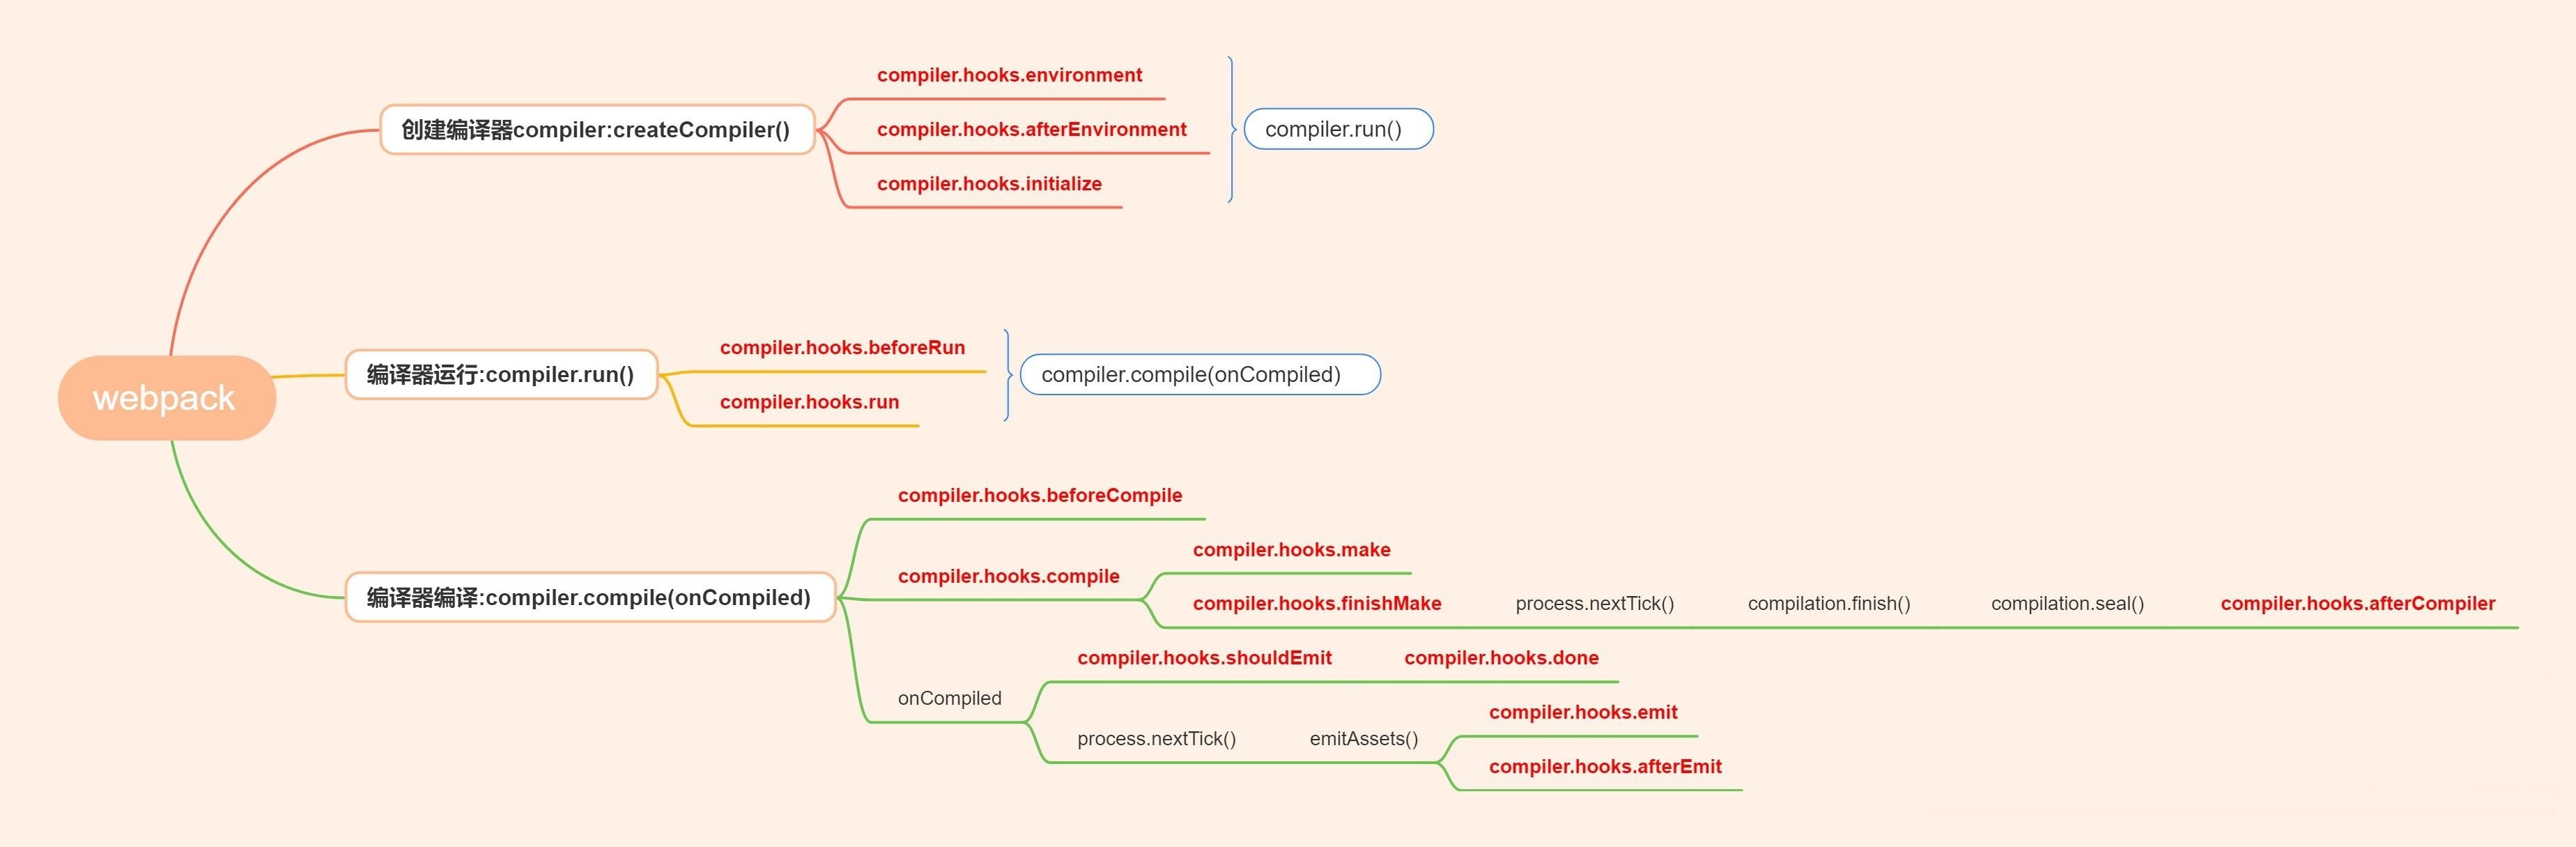 webpack
创建编译器compiler:createCompiler()
compiler.hooks.environment
compiler.hooks.afterEnvironment
compiler.hooks.initialize
compiler.run()
编译器运行:compiler.run()
compiler.hooks.beforeRun
compiler.hooks.run
compiler.compile(onCompiled)
编译器编译:compiler.compile(onCompiled)
compiler.hooks.beforeCompile
compiler.hooks.compile
compiler.hooks.make
compiler.hooks.finishMake
process.nextTick()
compilation.finish()
compilation.seal()
compiler.hooks.afterCompiler
onCompiled
compiler.hooks.shouldEmit
compiler.hooks.done
process.nextTick()
emitAssets()
compiler.hooks.emit
compiler.hooks.afterEmit